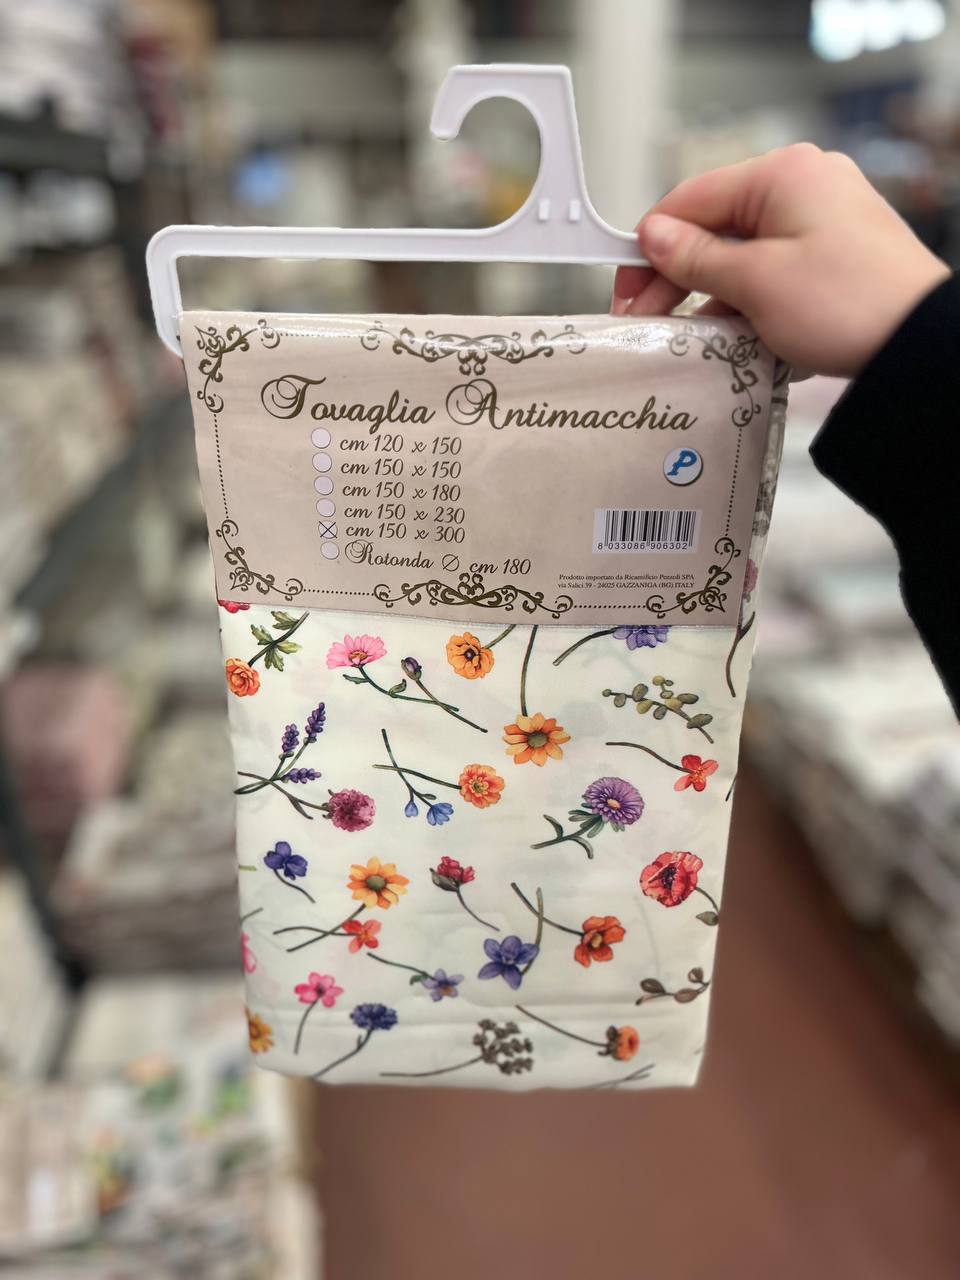 Tovaglia Antimacchia
cm 120 x 150
cm 150 x 150
cm 150 x 180
cm 150 x 230
cm 150 x 300
Rotonda Ø cm 180
P
8 033086 906302
Prodotto importato da Ricamificio Pezzoli SPA
via Salici 39 - 24025 GAZZANIGA (BG) ITALY